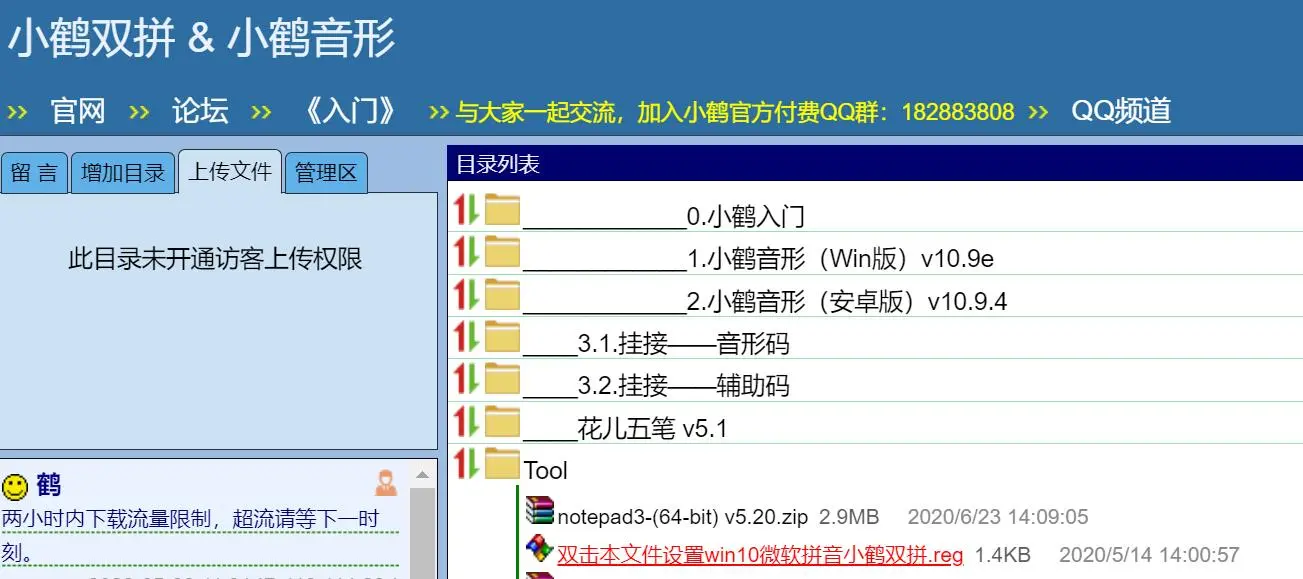 小鹤双拼 & 小鹤音形
>> 官网 >> 论坛 >> 《入门》 >> 与大家一起交流，加入小鹤官方付费QQ群：182883808 >> QQ频道
留 言 增加目录 上传文件 管理区
此目录未开通访客上传权限
鹤
两小时内下载流量限制，超流请等下一时
刻。
目录列表
____________0.小鹤入门
____________1.小鹤音形（Win版）v10.9e
____________2.小鹤音形（安卓版）v10.9.4
____3.1.挂接——音形码
____3.2.挂接——辅助码
____花儿五笔 v5.1
Tool
notepad3-(64-bit) v5.20.zip 2.9MB 2020/6/23 14:09:05
双击本文件设置win10微软拼音小鹤双拼.reg 1.4KB 2020/5/14 14:00:57